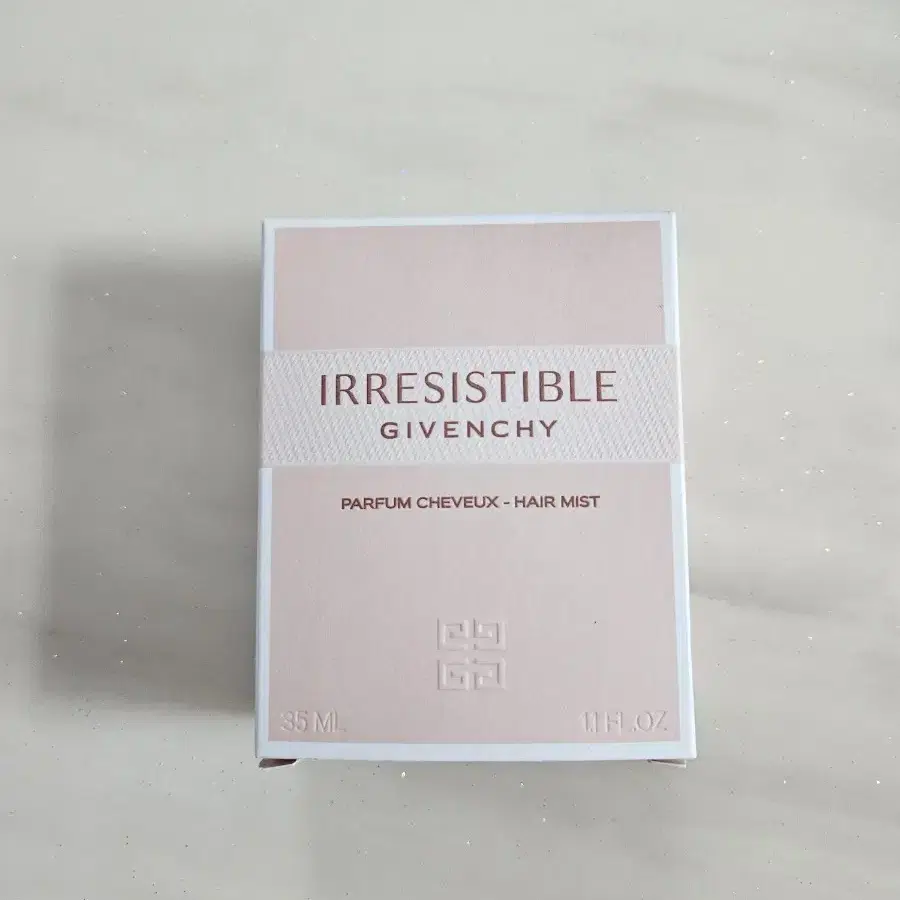 IRRESISTIBLE
GIVENCHY
PARFUM CHEVEUX - HAIR MIST
35 ML 1.1 FL.OZ